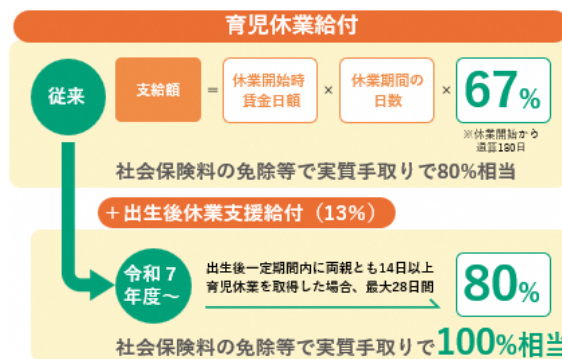 育児休業給付
従来
支給額 = 休業開始時賃金日額 × 休業期間の日数 × 67%
※休業開始から
通算180日
社会保険料の免除等で実質手取りで80%相当
+出生後休業支援給付（13%）
令和７
年度～
出生後一定期間内に両親とも14日以上
育児休業を取得した場合、最大28日間
80%
社会保険料の免除等で実質手取りで100%相当